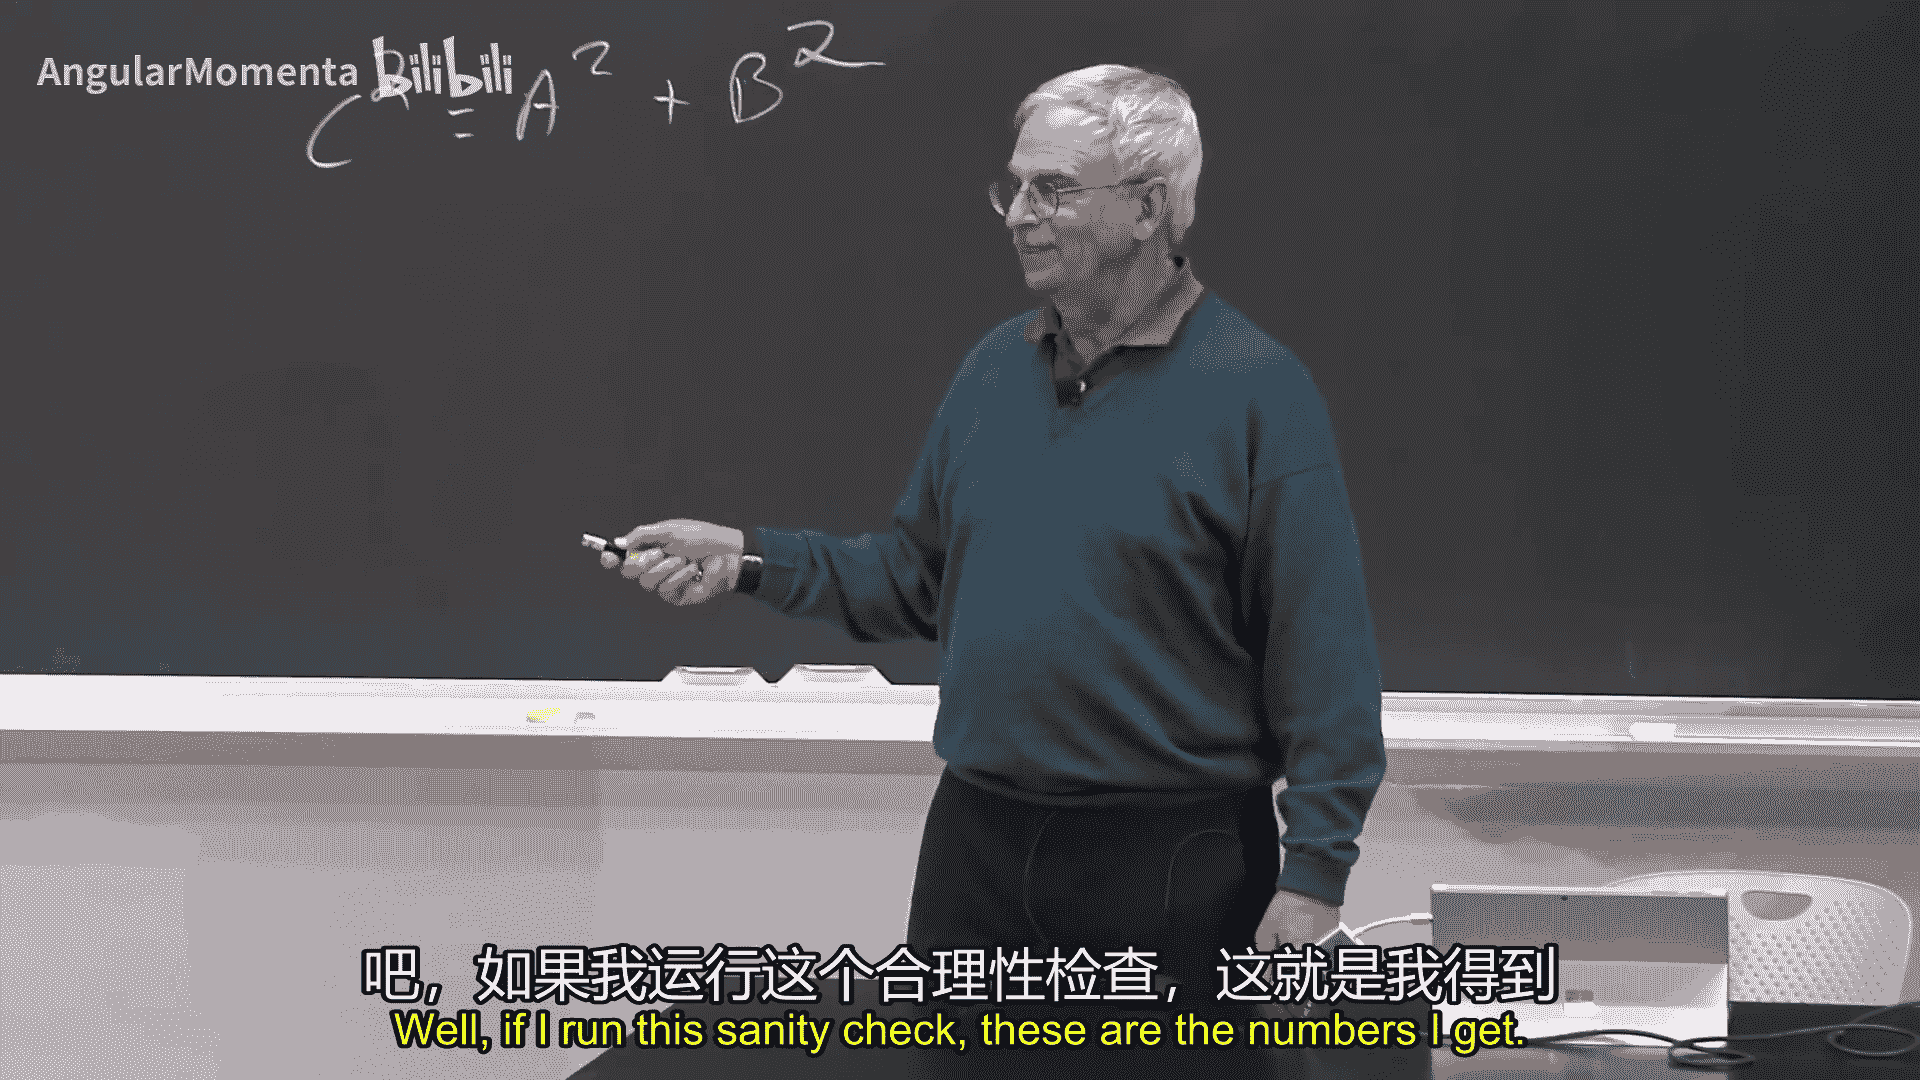 AngularMomenta bilibili
C² = A² + B²
吧，如果我运行这个合理性检查，这就是我得到
Well, if I run this sanity check, these are the numbers I get.